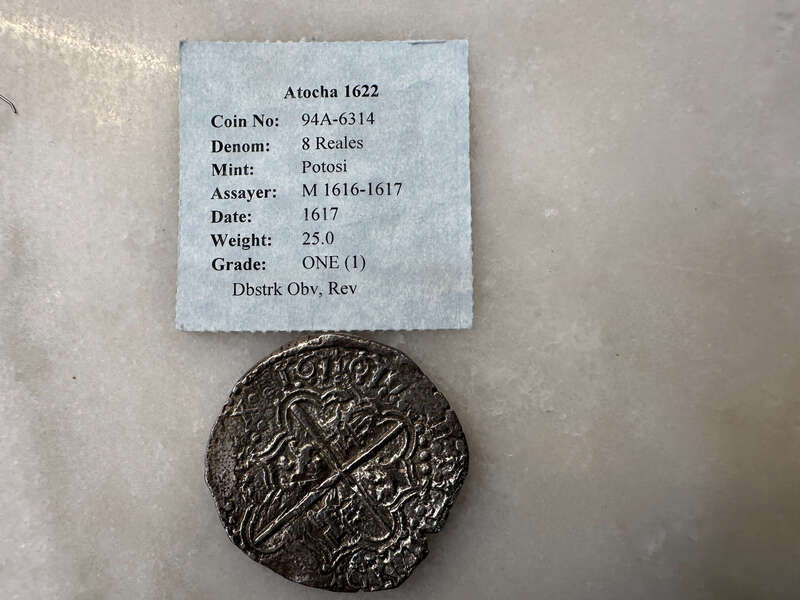 Atocha 1622
Coin No: 94A-6314
Denom: 8 Reales
Mint: Potosi
Assayer: M 1616-1617
Date: 1617
Weight: 25.0
Grade: ONE (1)
Dbstrk Obv, Rev